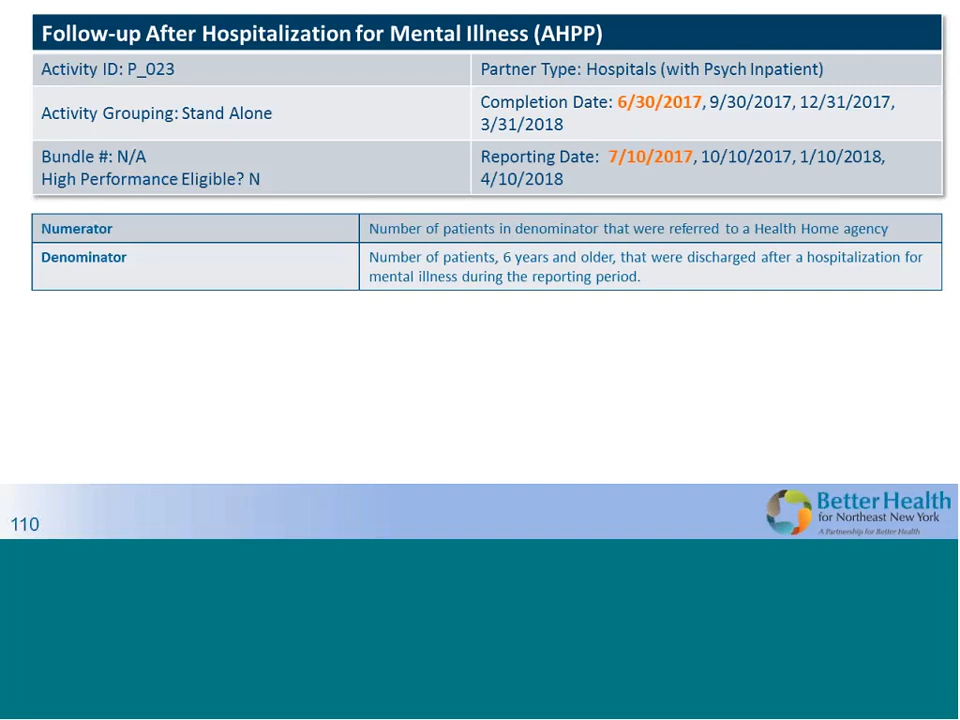 Follow-up After Hospitalization for Mental Illness (AHPP)
Activity ID: P_023
Partner Type: Hospitals (with Psych Inpatient)
Activity Grouping: Stand Alone
Completion Date: 6/30/2017, 9/30/2017, 12/31/2017,
3/31/2018
Bundle #: N/A
High Performance Eligible? N
Reporting Date: 7/10/2017, 10/10/2017, 1/10/2018,
4/10/2018
Numerator
Number of patients in denominator that were referred to a Health Home agency
Denominator
Number of patients, 6 years and older, that were discharged after a hospitalization for
mental illness during the reporting period.
110
Better Health
for Northeast New York
A Partnership for Better Health